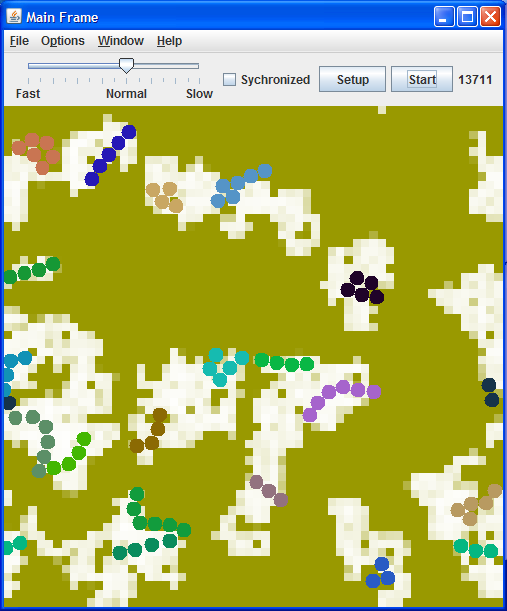 Main Frame
File Options Window Help
Sychronized Setup Start 13711
Fast Normal Slow